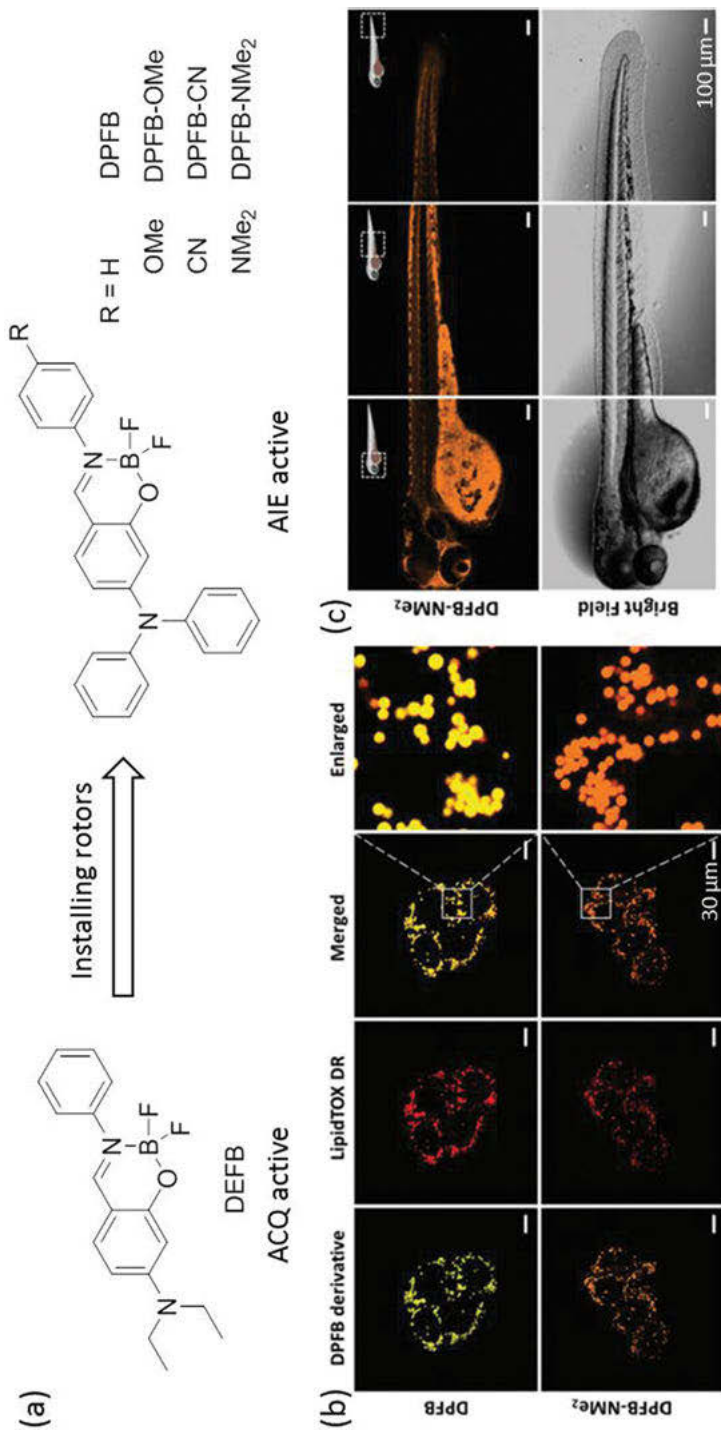 (a)
Installing rotors
N
N
B
F
F
O
DEFB
ACQ active
N
N
B
F
F
O
R
AIE active
R = H DPFB
OMe DPFB-OMe
CN DPFB-CN
NMe2 DPFB-NMe2
(b)
DPFB derivative LipidTOX DR Merged Enlarged
DPFB
DPFB-NMe2
30 µm
(c)
DPFB-NMe2
Bright Field
100 µm